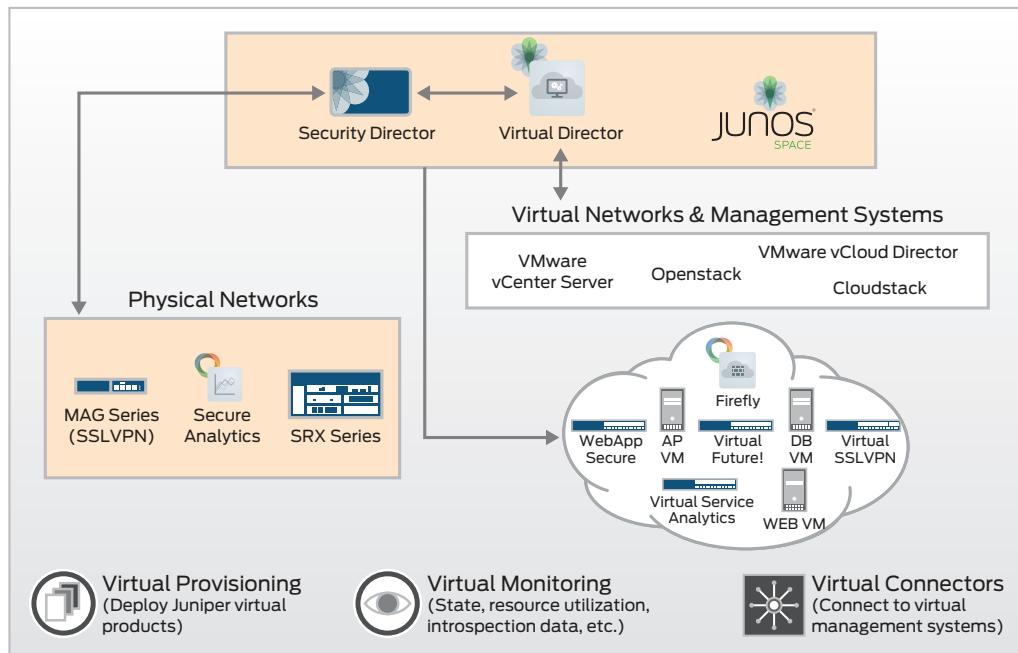 Security Director
Virtual Director
JUNOS
SPACE
Virtual Networks & Management Systems
VMware
vCenter Server
Openstack
VMware vCloud Director
Cloudstack
Physical Networks
MAG Series
(SSLVPN)
Secure
Analytics
SRX Series
Firefly
WebApp
Secure
AP
VM
Virtual
Future!
DB
VM
Virtual
SSLVPN
Virtual Service
Analytics
WEB VM
Virtual Provisioning
(Deploy Juniper virtual
products)
Virtual Monitoring
(State, resource utilization,
introspection data, etc.)
Virtual Connectors
(Connect to virtual
management systems)